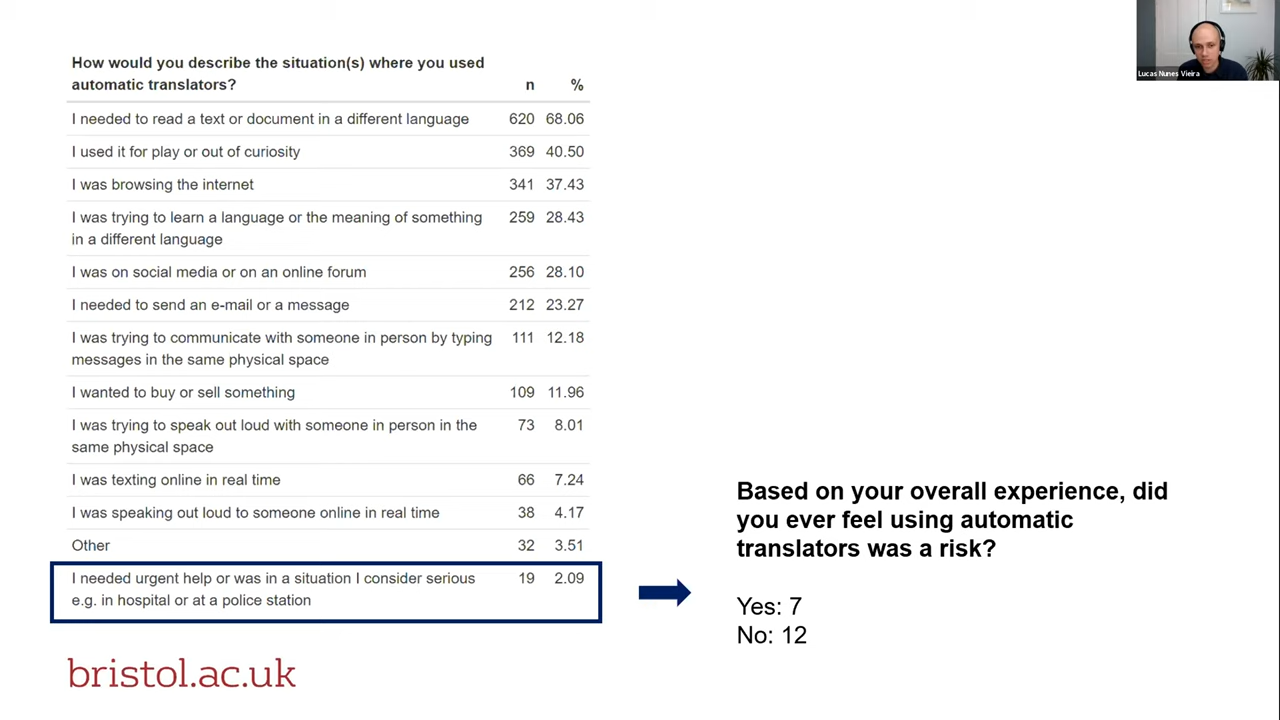 How would you describe the situation(s) where you used
automatic translators? n %
I needed to read a text or document in a different language 620 68.06
I used it for play or out of curiosity 369 40.50
I was browsing the internet 341 37.43
I was trying to learn a language or the meaning of something 259 28.43
in a different language
I was on social media or on an online forum 256 28.10
I needed to send an e-mail or a message 212 23.27
I was trying to communicate with someone in person by typing 111 12.18
messages in the same physical space
I wanted to buy or sell something 109 11.96
I was trying to speak out loud with someone in person in the 73 8.01
same physical space
I was texting online in real time 66 7.24
I was speaking out loud to someone online in real time 38 4.17
Other 32 3.51
I needed urgent help or was in a situation I consider serious 19 2.09
e.g. in hospital or at a police station
Based on your overall experience, did
you ever feel using automatic
translators was a risk?
Yes: 7
No: 12
bristol.ac.uk
Lucas Nunes Vieira